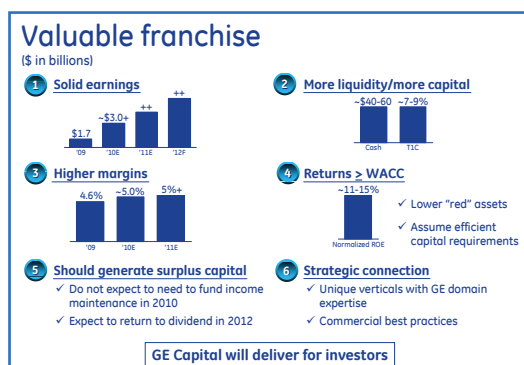 Valuable franchise
($ in billions)
1 Solid earnings
$1.7 ~$3.0+ ++ ++
'09 '10E '11E '12F
2 More liquidity/more capital
~$40-60 ~7-9%
Cash T1C
3 Higher margins
4.6% ~5.0% 5%+
'09 '10E '11E
4 Returns > WACC
~11-15%
Normalized ROE
✓ Lower "red" assets
✓ Assume efficient
capital requirements
5 Should generate surplus capital
✓ Do not expect to need to fund income
maintenance in 2010
✓ Expect to return to dividend in 2012
6 Strategic connection
✓ Unique verticals with GE domain
expertise
✓ Commercial best practices
GE Capital will deliver for investors